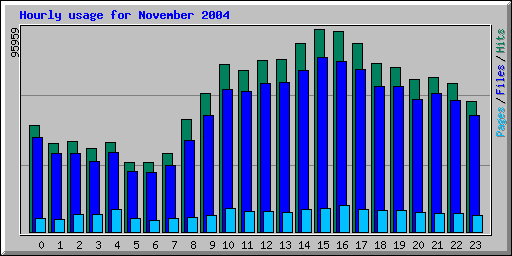 Hourly usage for November 2004
95959
Pages / Files / Hits
0 1 2 3 4 5 6 7 8 9 10 11 12 13 14 15 16 17 18 19 20 21 22 23